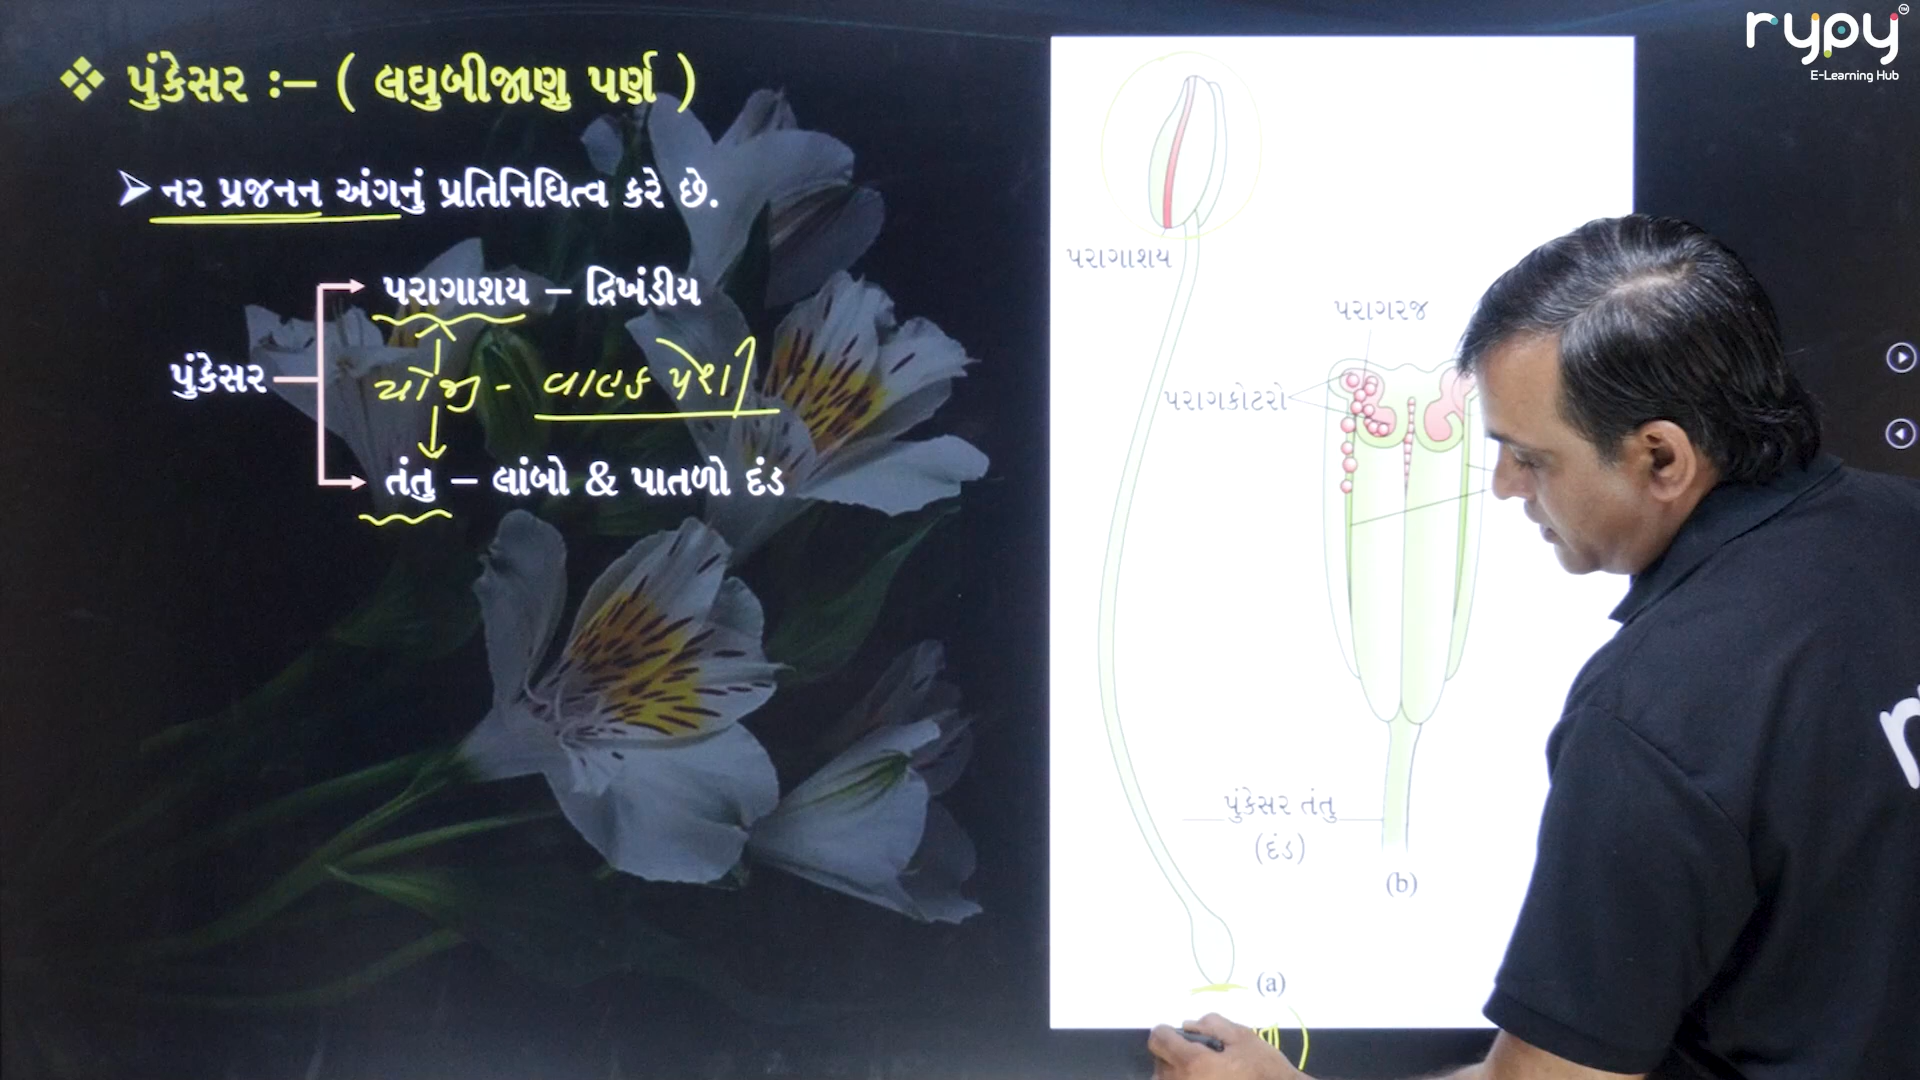 ❖ પુંકેસર :– ( લઘુબીજાણુ પર્ણ )
➢ નર પ્રજનન અંગનું પ્રતિનિધિત્વ કરે છે.
પરાગાશય – દ્વિખંડીય
પુંકેસર
યોજી - વાહક પેશી
તંતુ – લાંબો & પાતળો દંડ
પરાગાશય
પરાગરજ
પરાગકોટરો
પુંકેસર તંતુ
(દંડ)
(b)
(a)
rypy
TM
E-Learning Hub